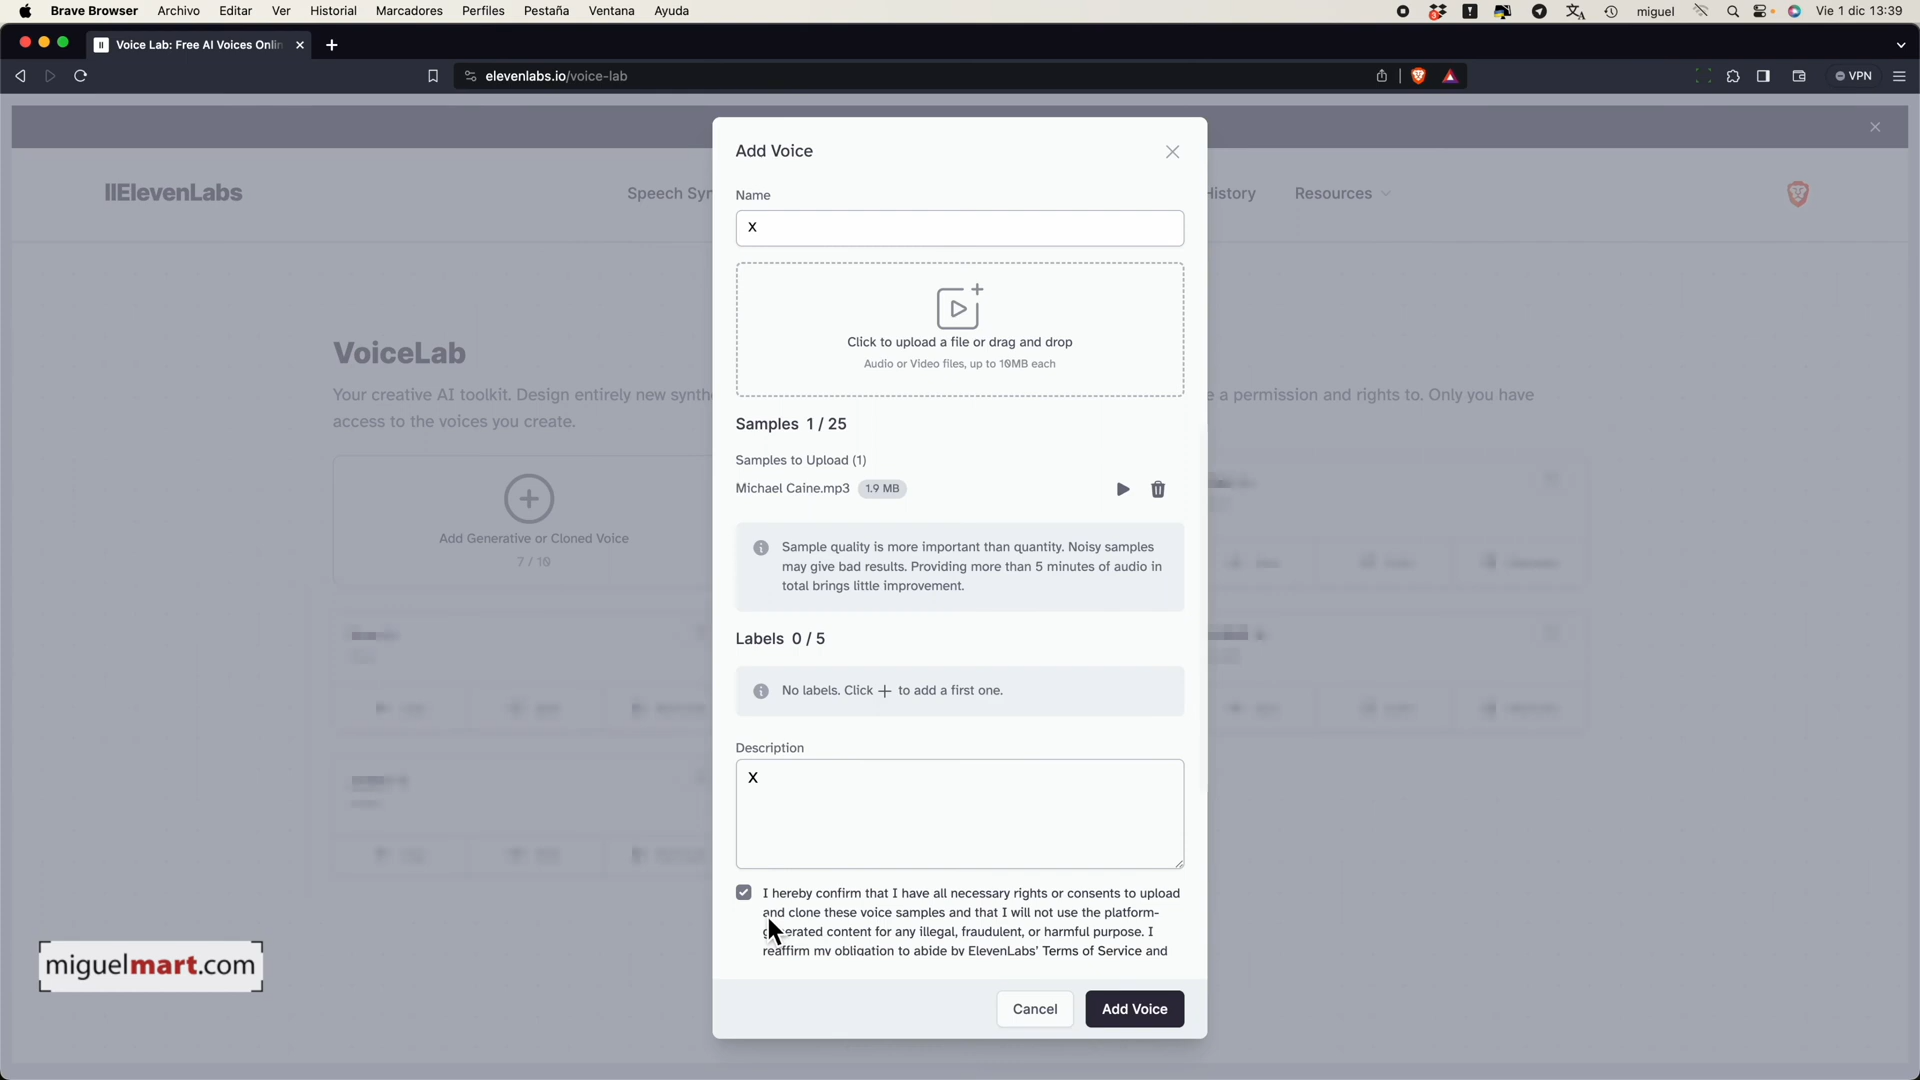 Brave Browser Archivo Editar Ver Historial Marcadores Perfiles Pestaña Ventana Ayuda miguel Vie 1 dic 13:39
Voice Lab: Free AI Voices Onlin
elevenlabs.io/voice-lab VPN
Add Voice
IIElevenLabs Speech Syn History Resources
Name
X
Click to upload a file or drag and drop
Audio or Video files, up to 10MB each
VoiceLab
Your creative AI toolkit. Design entirely new synthe e a permission and rights to. Only you have
access to the voices you create.
Samples 1 / 25
Samples to Upload (1)
Michael Caine.mp3 1.9 MB
Add Generative or Cloned Voice
7 / 10
Sample quality is more important than quantity. Noisy samples
may give bad results. Providing more than 5 minutes of audio in
total brings little improvement.
Labels 0 / 5
No labels. Click + to add a first one.
Description
X
I hereby confirm that I have all necessary rights or consents to upload
and clone these voice samples and that I will not use the platform-
generated content for any illegal, fraudulent, or harmful purpose. I
reaffirm my obligation to abide by ElevenLabs' Terms of Service and
Cancel Add Voice
miguelmart.com